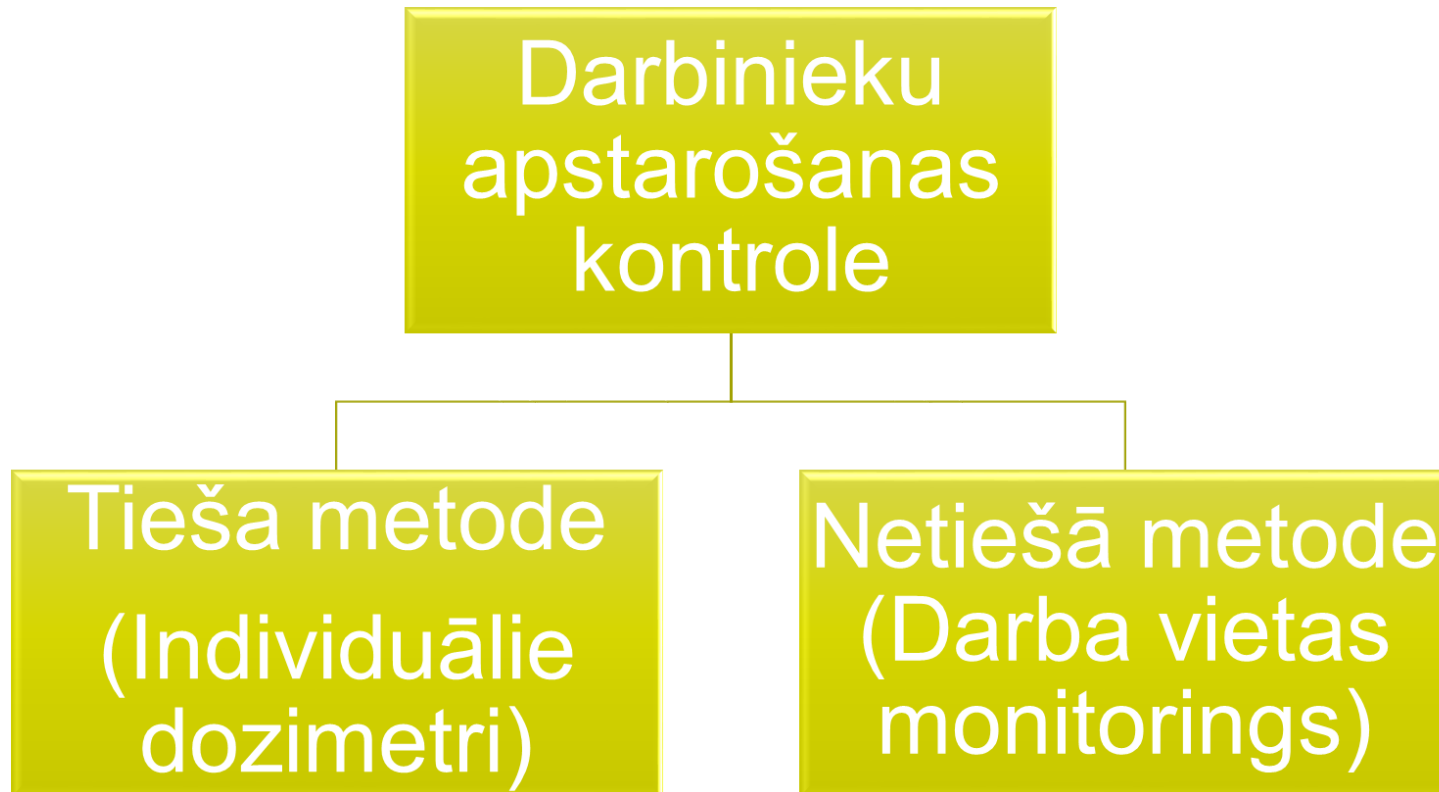 Darbinieku
apstarošanas
kontrole
Tieša metode
(Individuālie
dozimetri)
Netiešā metode
(Darba vietas
monitorings)